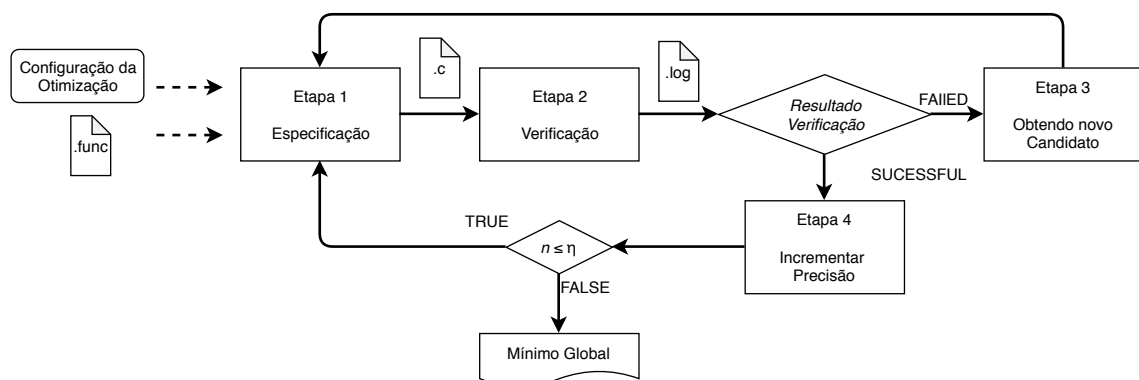 Configuração da
Otimização
.func
Etapa 1
Especificação
.c
Etapa 2
Verificação
.log
Resultado
Verificação
FAIIED
Etapa 3
Obtendo novo
Candidato
SUCESSFUL
Etapa 4
Incrementar
Precisão
n ≤ η
TRUE
FALSE
Mínimo Global